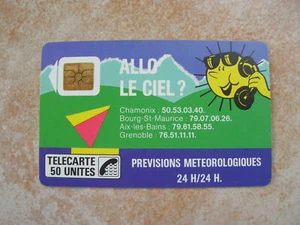 ALLO
LE CIEL ?
Chamonix : 50.53.03.40.
Bourg-St-Maurice : 79.07.06.26.
Aix-les-Bains : 79.61.58.55.
Grenoble : 76.51.11.11.
TELECARTE
50 UNITES
PREVISIONS METEOROLOGIQUES
24 H/24 H.